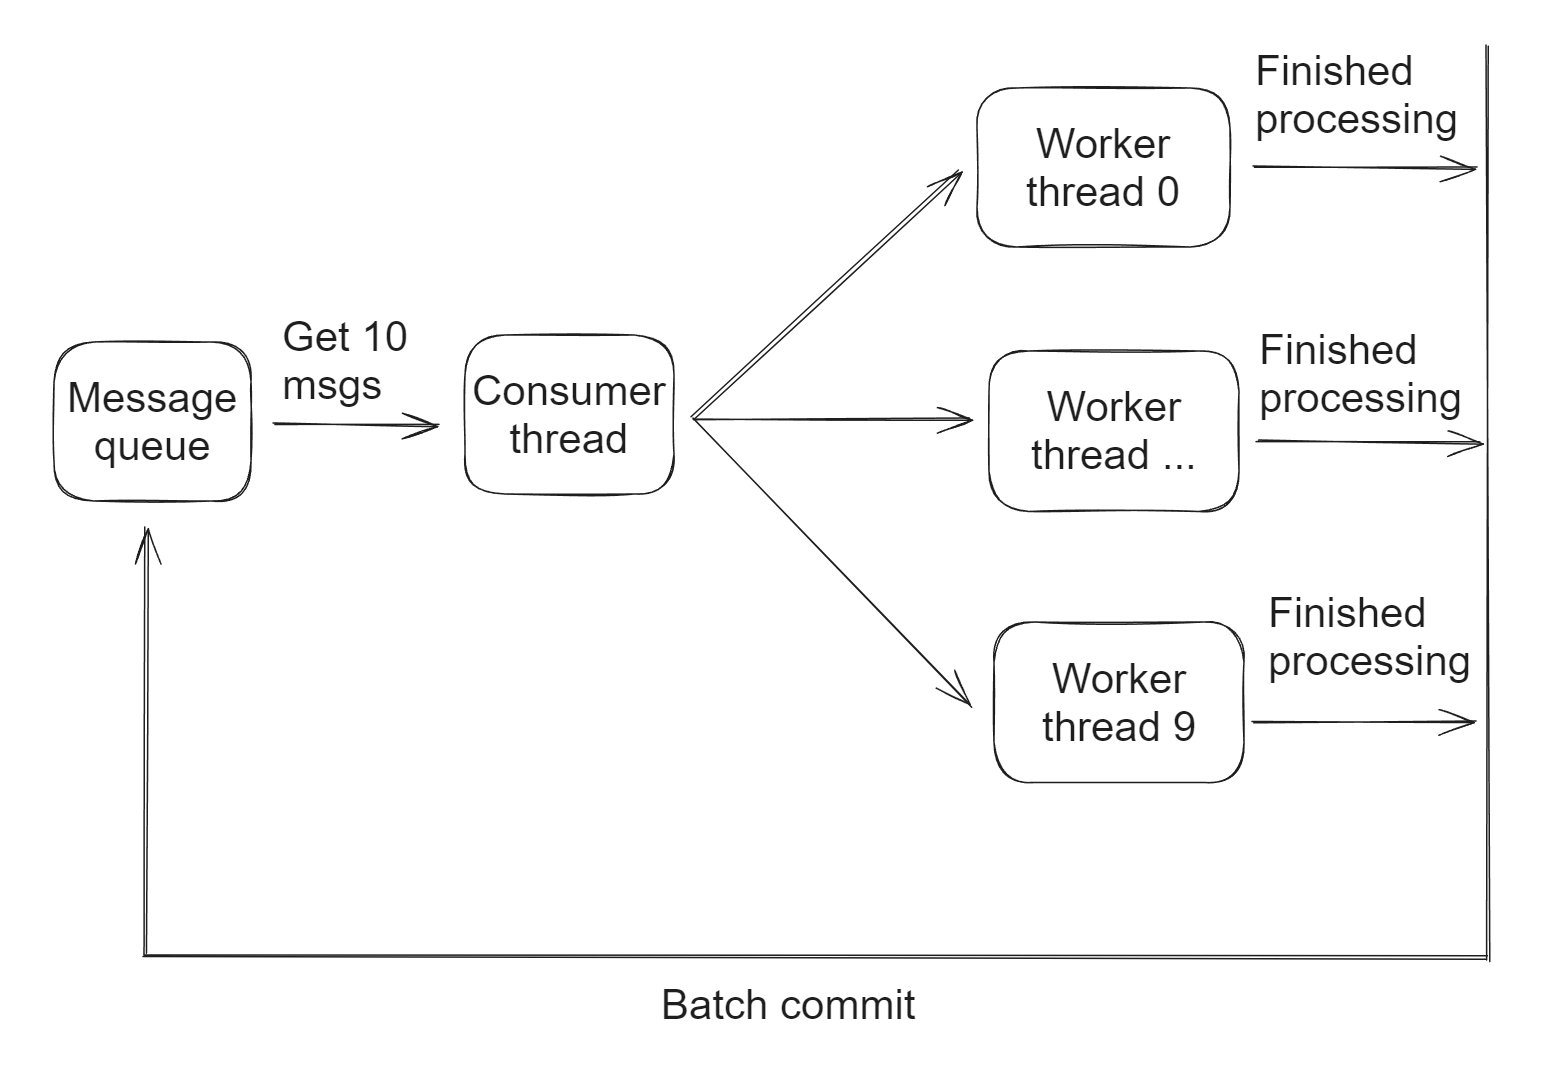 Message
queue
Get 10
msgs
Consumer
thread
Worker
thread 0
Finished
processing
Worker
thread ...
Finished
processing
Worker
thread 9
Finished
processing
Batch commit